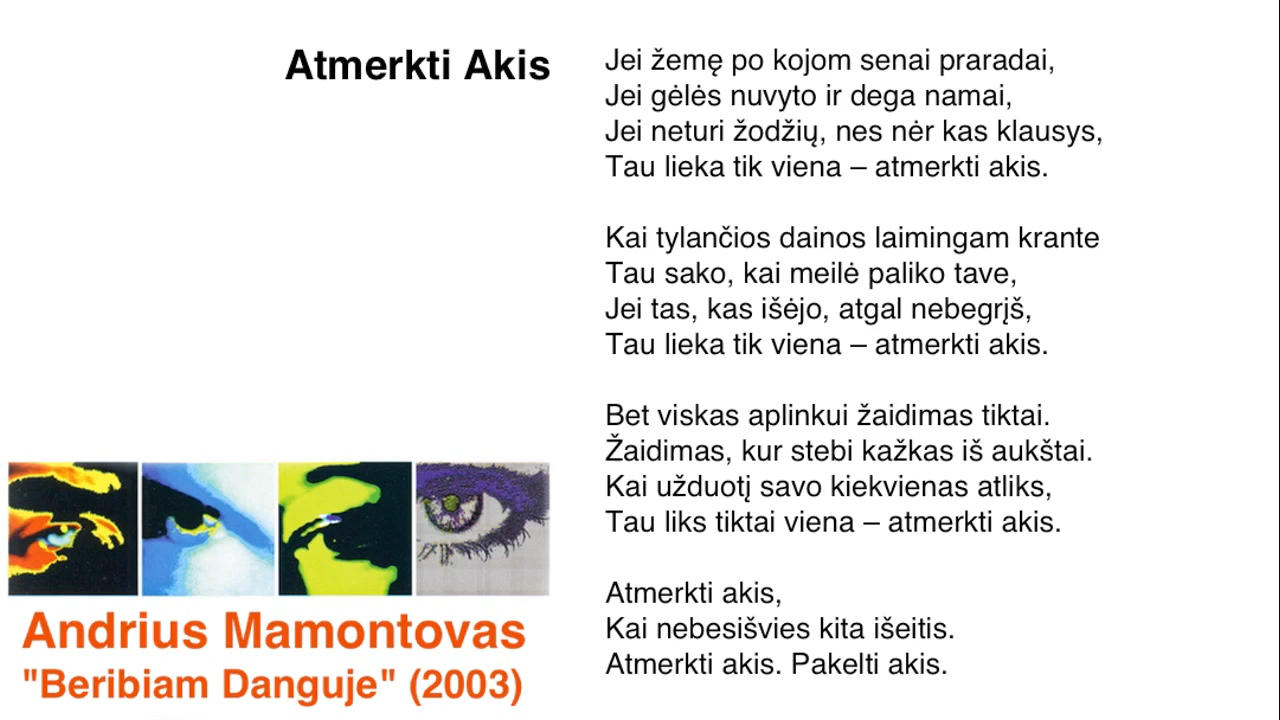 Atmerkti Akis
Jei žemę po kojom senai praradai,
Jei gėlės nuvyto ir dega namai,
Jei neturi žodžių, nes nėr kas klausys,
Tau lieka tik viena – atmerkti akis.
Kai tylančios dainos laimingam krante
Tau sako, kai meilė paliko tave,
Jei tas, kas išėjo, atgal nebegrįš,
Tau lieka tik viena – atmerkti akis.
Bet viskas aplinkui žaidimas tiktai.
Žaidimas, kur stebi kažkas iš aukštai.
Kai užduotį savo kiekvienas atliks,
Tau liks tiktai viena – atmerkti akis.
Atmerkti akis,
Kai nebesišvies kita išeitis.
Atmerkti akis. Pakelti akis.
Andrius Mamontovas
"Beribiam Danguje" (2003)